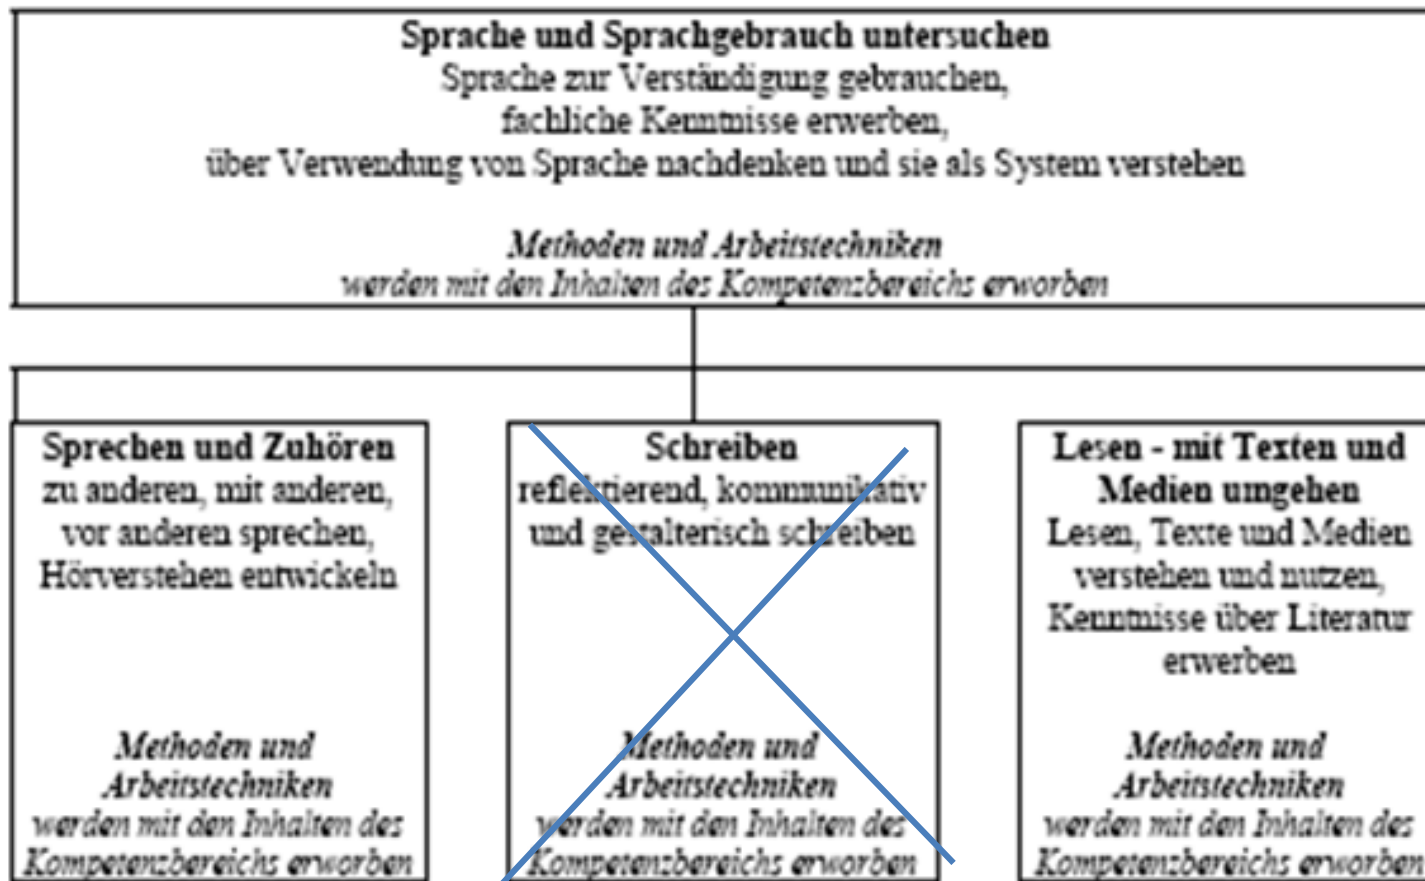 Sprache und Sprachgebrauch untersuchen
Sprache zur Verständigung gebrauchen,
fachliche Kenntnisse erwerben,
über Verwendung von Sprache nachdenken und sie als System verstehen
Methoden und Arbeitstechniken
werden mit den Inhalten des Kompetenzbereichs erworben
Sprechen und Zuhören
zu anderen, mit anderen,
vor anderen sprechen,
Hörverstehen entwickeln
Methoden und
Arbeitstechniken
werden mit den Inhalten des
Kompetenzbereichs erworben
Schreiben
reflektierend, kommunikativ
und gestalterisch schreiben
Methoden und
Arbeitstechniken
werden mit den Inhalten des
Kompetenzbereichs erworben
Lesen - mit Texten und
Medien umgehen
Lesen, Texte und Medien
verstehen und nutzen,
Kenntnisse über Literatur
erwerben
Methoden und
Arbeitstechniken
werden mit den Inhalten des
Kompetenzbereichs erworben